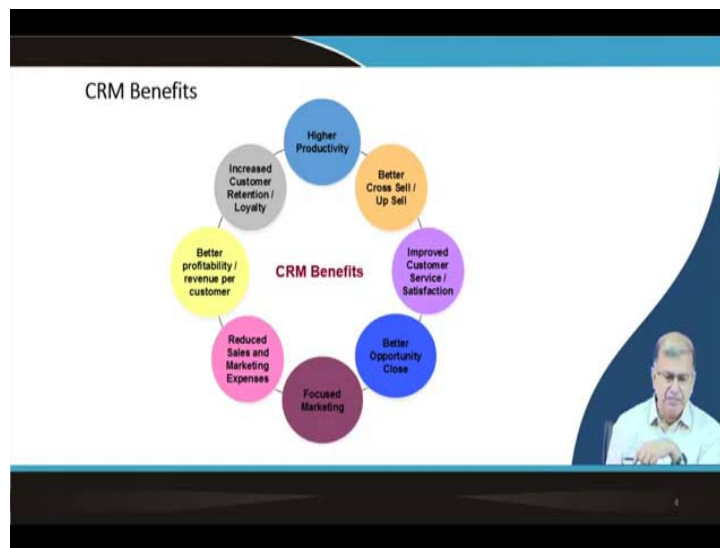 CRM Benefits
Higher
Productivity
Better
Cross Sell /
Up Sell
Improved
Customer
Service /
Satisfaction
Better
Opportunity
Close
Focused
Marketing
Reduced
Sales and
Marketing
Expenses
Better
profitability /
revenue per
customer
Increased
Customer
Retention /
Loyalty
CRM Benefits
4